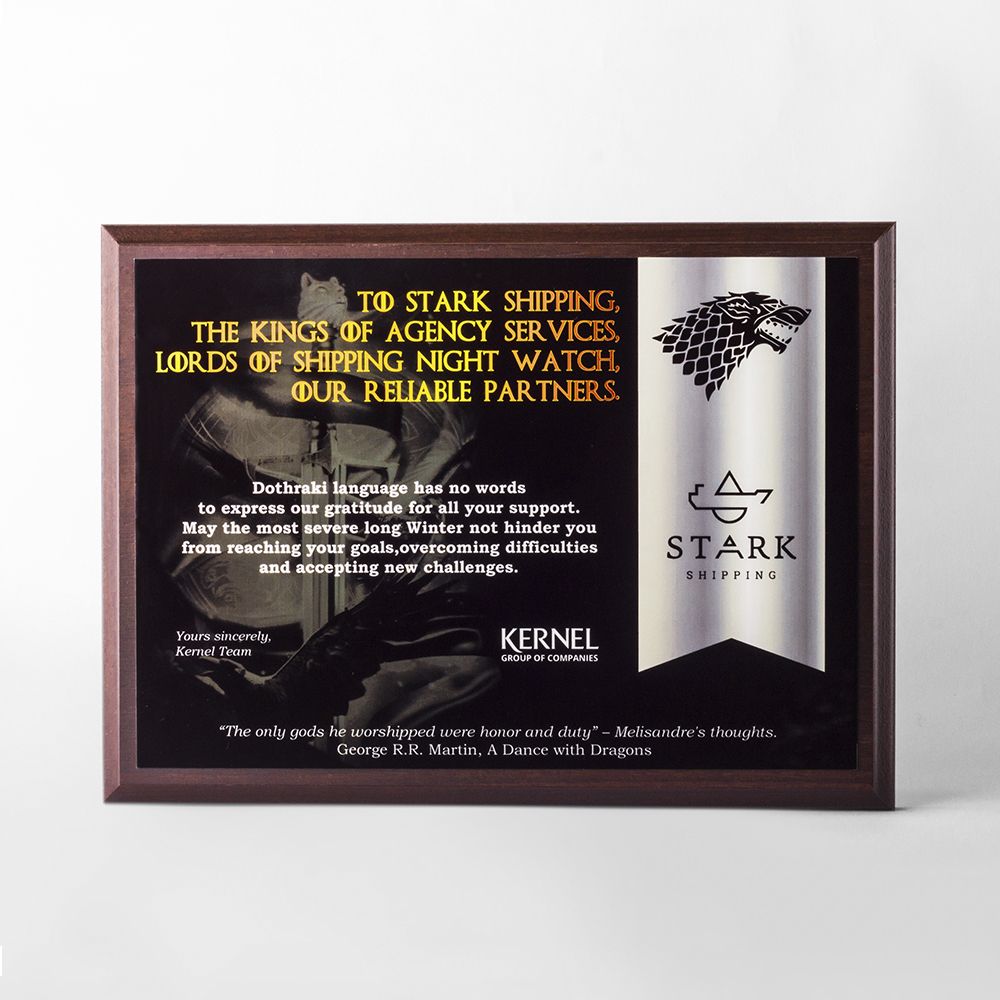 TO STARK SHIPPING,
THE KINGS OF AGENCY SERVICES,
LORDS OF SHIPPING NIGHT WATCH,
OUR RELIABLE PARTNERS.
Dothraki language has no words
to express our gratitude for all your support.
May the most severe long Winter not hinder you
from reaching your goals,overcoming difficulties
and accepting new challenges.
Yours sincerely,
Kernel Team
KERNEL
GROUP OF COMPANIES
STARK
SHIPPING
“The only gods he worshipped were honor and duty” – Melisandre's thoughts.
George R.R. Martin, A Dance with Dragons